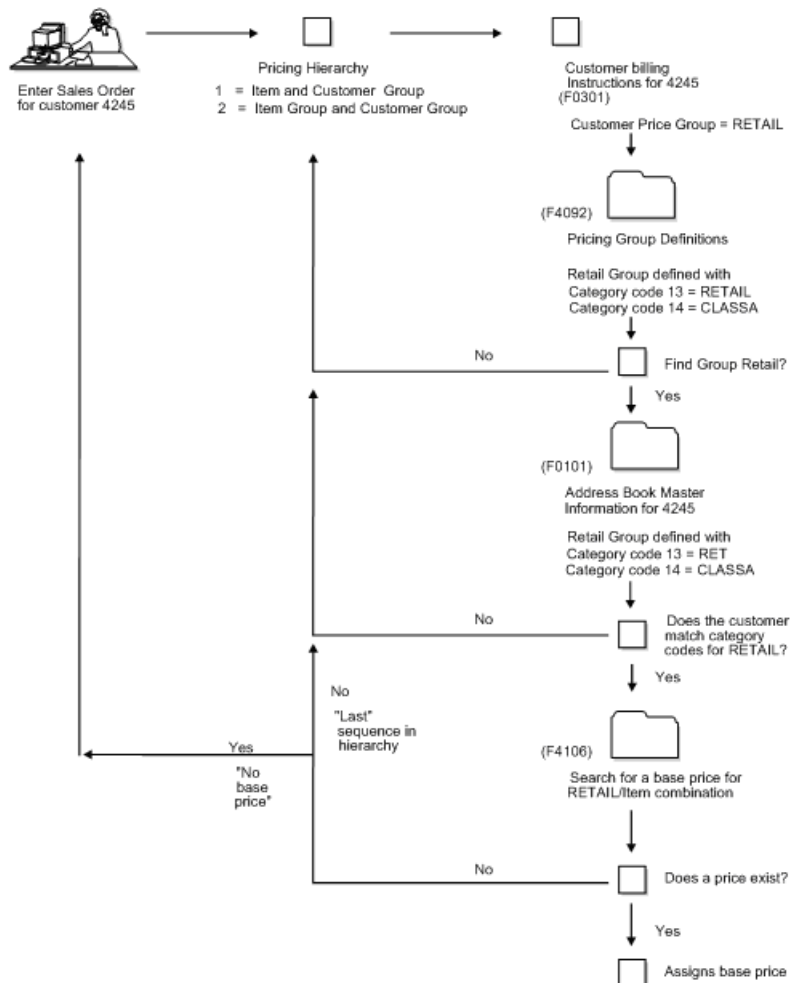 Enter Sales Order
for customer 4245
Pricing Hierarchy
1 = Item and Customer Group
2 = Item Group and Customer Group
Customer billing
Instructions for 4245
(F0301)
Customer Price Group = RETAIL
(F4092)
Pricing Group Definitions
Retail Group defined with
Category code 13 = RETAIL
Category code 14 = CLASSA
No
Find Group Retail?
Yes
(F0101)
Address Book Master
Information for 4245
Retail Group defined with
Category code 13 = RET
Category code 14 = CLASSA
No
Does the customer
match category
codes for RETAIL?
Yes
No
"Last"
sequence in
hierarchy
Yes
"No
base
price"
(F4106)
Search for a base price for
RETAIL/Item combination
No
Does a price exist?
Yes
Assigns base price